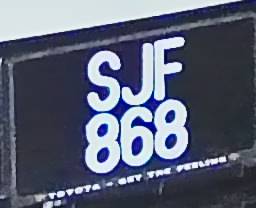 SJF
868
TOYOTA - GET THE FEELING